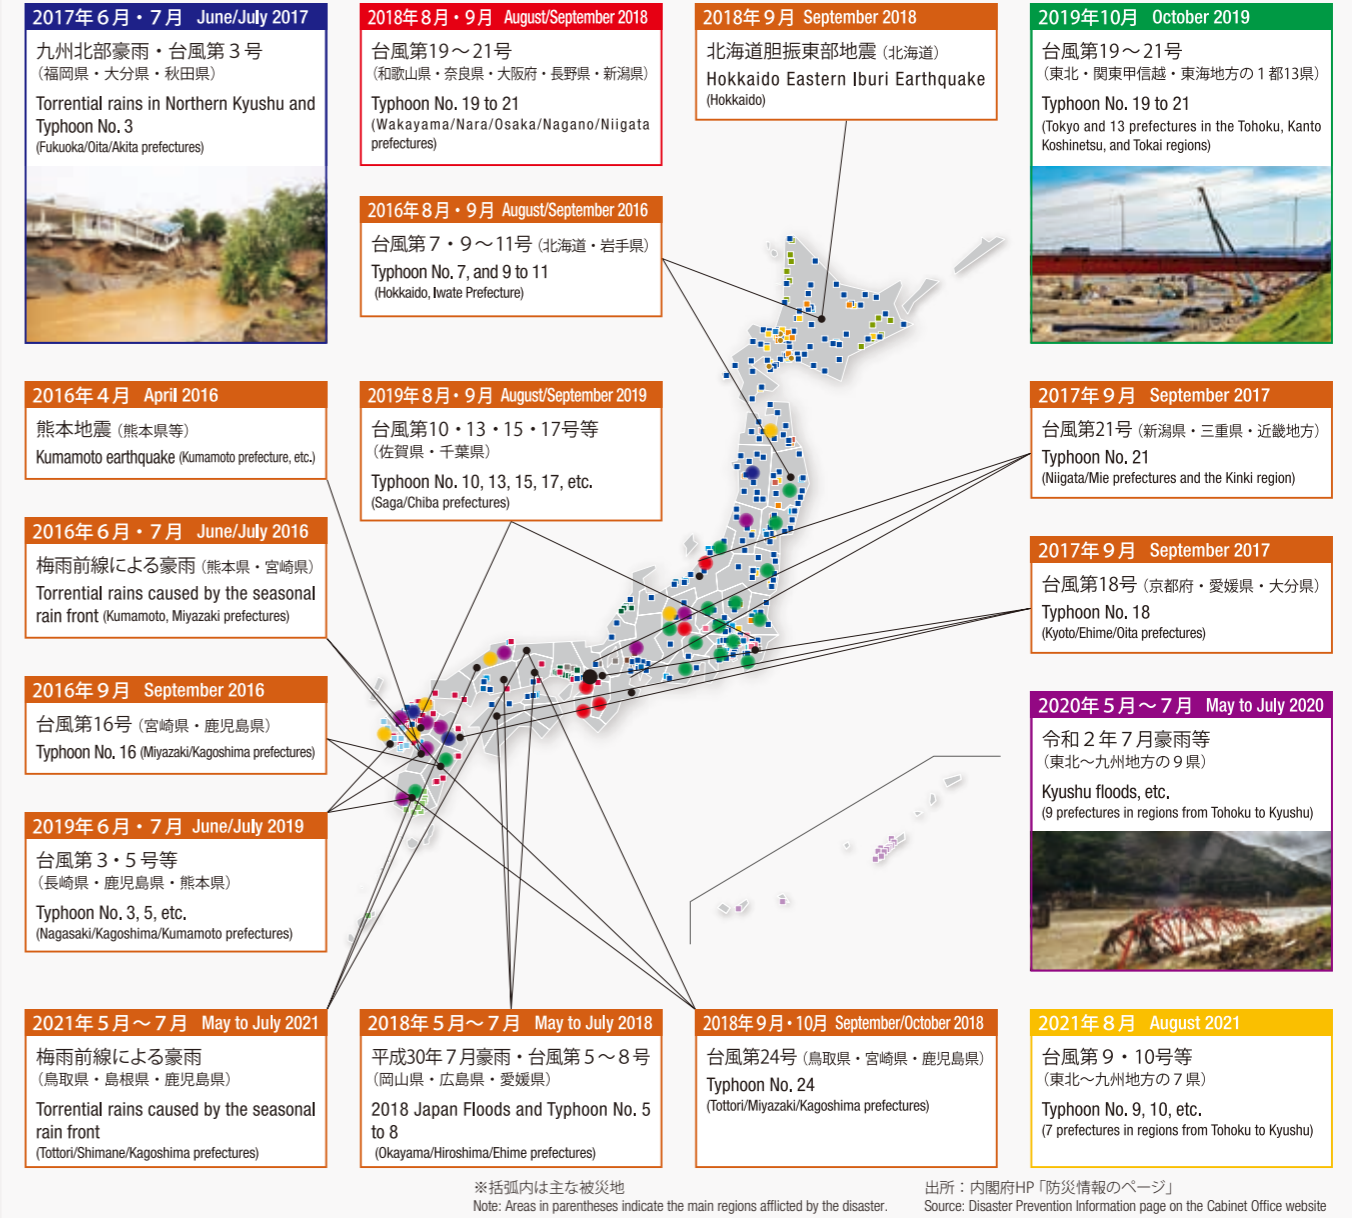 2017年6月・7月 June/July 2017
九州北部豪雨・台風第3号
（福岡県・大分県・秋田県）
Torrential rains in Northern Kyushu and
Typhoon No. 3
(Fukuoka/Oita/Akita prefectures)
2018年8月・9月 August/September 2018
台風第19～21号
（和歌山県・奈良県・大阪府・長野県・新潟県）
Typhoon No. 19 to 21
(Wakayama/Nara/Osaka/Nagano/Niigata
prefectures)
2018年9月 September 2018
北海道胆振東部地震（北海道）
Hokkaido Eastern Iburi Earthquake
(Hokkaido)
2019年10月 October 2019
台風第19～21号
（東北・関東甲信越・東海地方の1都13県）
Typhoon No. 19 to 21
(Tokyo and 13 prefectures in the Tohoku, Kanto
Koshinetsu, and Tokai regions)
2016年8月・9月 August/September 2016
台風第7・9～11号（北海道・岩手県）
Typhoon No. 7, and 9 to 11
(Hokkaido, Iwate Prefecture)
2016年4月 April 2016
熊本地震（熊本県等）
Kumamoto earthquake (Kumamoto prefecture, etc.)
2019年8月・9月 August/September 2019
台風第10・13・15・17号等
（佐賀県・千葉県）
Typhoon No. 10, 13, 15, 17, etc.
(Saga/Chiba prefectures)
2017年9月 September 2017
台風第21号（新潟県・三重県・近畿地方）
Typhoon No. 21
(Niigata/Mie prefectures and the Kinki region)
2016年6月・7月 June/July 2016
梅雨前線による豪雨（熊本県・宮崎県）
Torrential rains caused by the seasonal
rain front (Kumamoto, Miyazaki prefectures)
2017年9月 September 2017
台風第18号（京都府・愛媛県・大分県）
Typhoon No. 18
(Kyoto/Ehime/Oita prefectures)
2016年9月 September 2016
台風第16号（宮崎県・鹿児島県）
Typhoon No. 16 (Miyazaki/Kagoshima prefectures)
2020年5月～7月 May to July 2020
令和2年7月豪雨等
（東北～九州地方の9県）
Kyushu floods, etc.
(9 prefectures in regions from Tohoku to Kyushu)
2019年6月・7月 June/July 2019
台風第3・5号等
（長崎県・鹿児島県・熊本県）
Typhoon No. 3, 5, etc.
(Nagasaki/Kagoshima/Kumamoto prefectures)
2021年5月～7月 May to July 2021
梅雨前線による豪雨
（鳥取県・島根県・鹿児島県）
Torrential rains caused by the seasonal
rain front
(Tottori/Shimane/Kagoshima prefectures)
2018年5月～7月 May to July 2018
平成30年7月豪雨・台風第5～8号
（岡山県・広島県・愛媛県）
2018 Japan Floods and Typhoon No. 5
to 8
(Okayama/Hiroshima/Ehime prefectures)
2018年9月・10月 September/October 2018
台風第24号（鳥取県・宮崎県・鹿児島県）
Typhoon No. 24
(Tottori/Miyazaki/Kagoshima prefectures)
2021年8月 August 2021
台風第9・10号等
（東北～九州地方の7県）
Typhoon No. 9, 10, etc.
(7 prefectures in regions from Tohoku to Kyushu)
※括弧内は主な被災地
Note: Areas in parentheses indicate the main regions afflicted by the disaster.
出所：内閣府HP「防災情報のページ」
Source: Disaster Prevention Information page on the Cabinet Office website